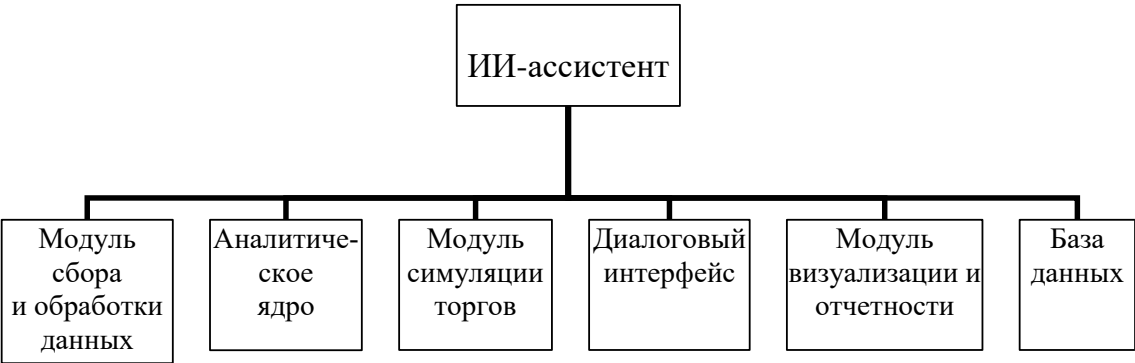 ИИ-ассистент
Модуль
сбора
и обработки
данных
Аналитиче-
ское
ядро
Модуль
симуляции
торгов
Диалоговый
интерфейс
Модуль
визуализации и
отчетности
База
данных